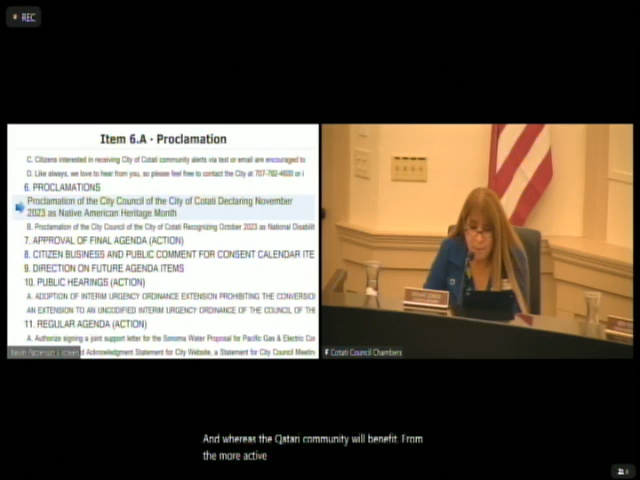 REC
Item 6.A · Proclamation
C. Citizens interested in receiving City of Cotati community alerts via text or email are encouraged to
D. Like always, we love to hear from you, so please feel free to contact the City at 707-792-4600 or i
6. PROCLAMATIONS
Proclamation of the City Council of the City of Cotati Declaring November
2023 as Native American Heritage Month
B. Proclamation of the City Council of the City of Cotati Recognizing October 2023 as National Disabilit
7. APPROVAL OF FINAL AGENDA (ACTION)
8. CITIZEN BUSINESS AND PUBLIC COMMENT FOR CONSENT CALENDAR ITE
9. DIRECTION ON FUTURE AGENDA ITEMS
10. PUBLIC HEARINGS (ACTION)
A. ADOPTION OF INTERIM URGENCY ORDINANCE EXTENSION PROHIBITING THE CONVERSIO
AN EXTENSION TO AN UNCODIFIED INTERIM URGENCY ORDINANCE OF THE COUNCIL OF TH
11. REGULAR AGENDA (ACTION)
A. Authorize signing a joint support letter for the Sonoma Water Proposal for Pacific Gas & Electric Co
d Acknowledgment Statement for City Website, a Statement for City Council Meetin
Cotati Council Chambers
And whereas the Qatari community will benefit. From
the more active